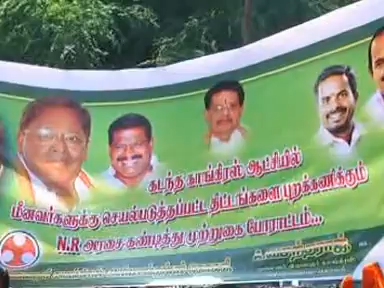 கடந்த காங்கிரஸ் ஆட்சியில்
மீனவர்களுக்கு செயல்படுத்தப்பட்ட திட்டங்களை புறக்கணிக்கும்
N.R அரசை கண்டித்து முற்றுகை போராட்டம்...